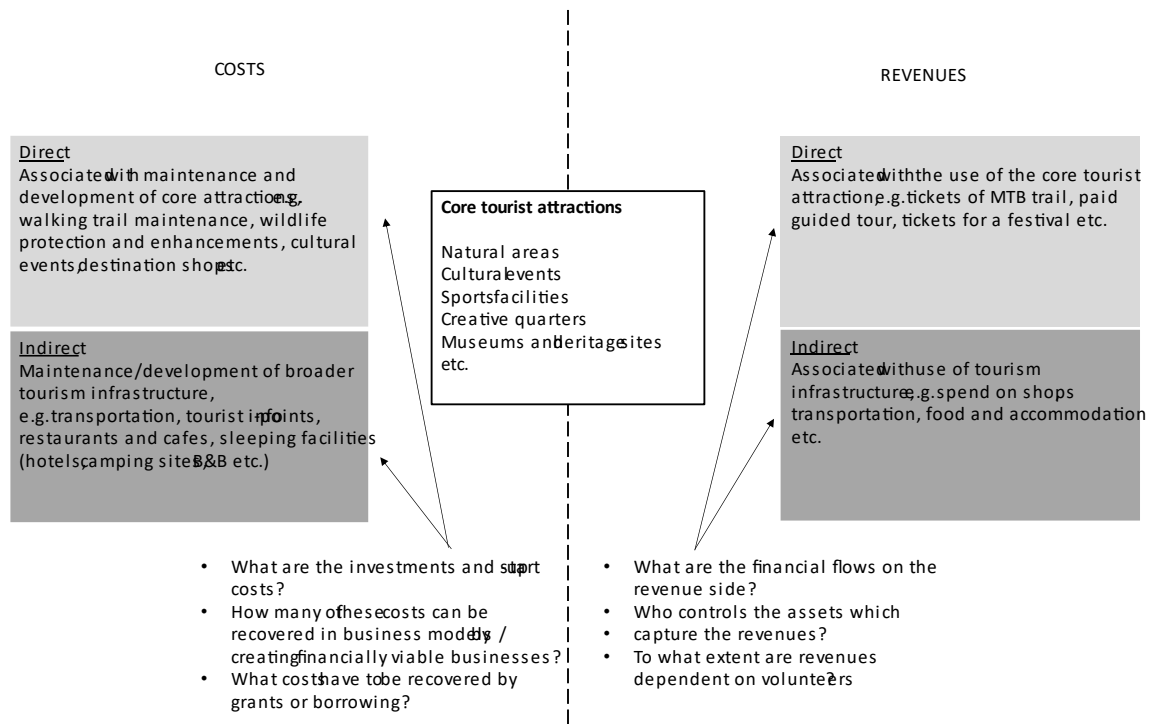 COSTS
REVENUES
Direct
Associated with maintenance and
development of core attractions, e.g.
walking trail maintenance, wildlife
protection and enhancements, cultural
events, destination shops etc.
Indirect
Maintenance/development of broader
tourism infrastructure,
e.g. transportation, tourist info-points,
restaurants and cafes, sleeping facilities
(hotels, camping sites, B&B etc.)
Core tourist attractions
Natural areas
Cultural events
Sports facilities
Creative quarters
Museums and heritage sites
etc.
Direct
Associated with the use of the core tourist
attraction, e.g. tickets of MTB trail, paid
guided tour, tickets for a festival etc.
Indirect
Associated with use of tourism
infrastructure, e.g. spend on shops,
transportation, food and accommodation
etc.
• What are the investments and start up
costs?
• How many of these costs can be
recovered in business models / by
creating financially viable businesses?
• What costs have to be recovered by
grants or borrowing?
• What are the financial flows on the
revenue side?
• Who controls the assets which
• capture the revenues?
• To what extent are revenues
dependent on volunteers?